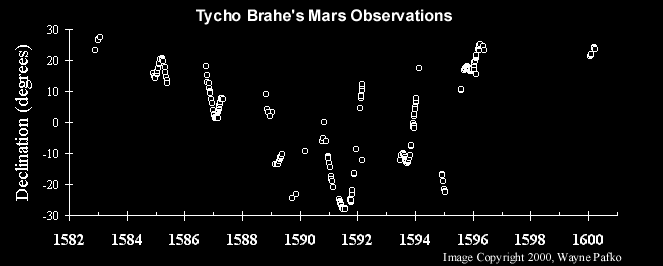 Tycho Brahe's Mars Observations
Declination (degrees)
30
20
10
0
-10
-20
-30
1582 1584 1586 1588 1590 1592 1594 1596 1598 1600
Image Copyright 2000, Wayne Pafko